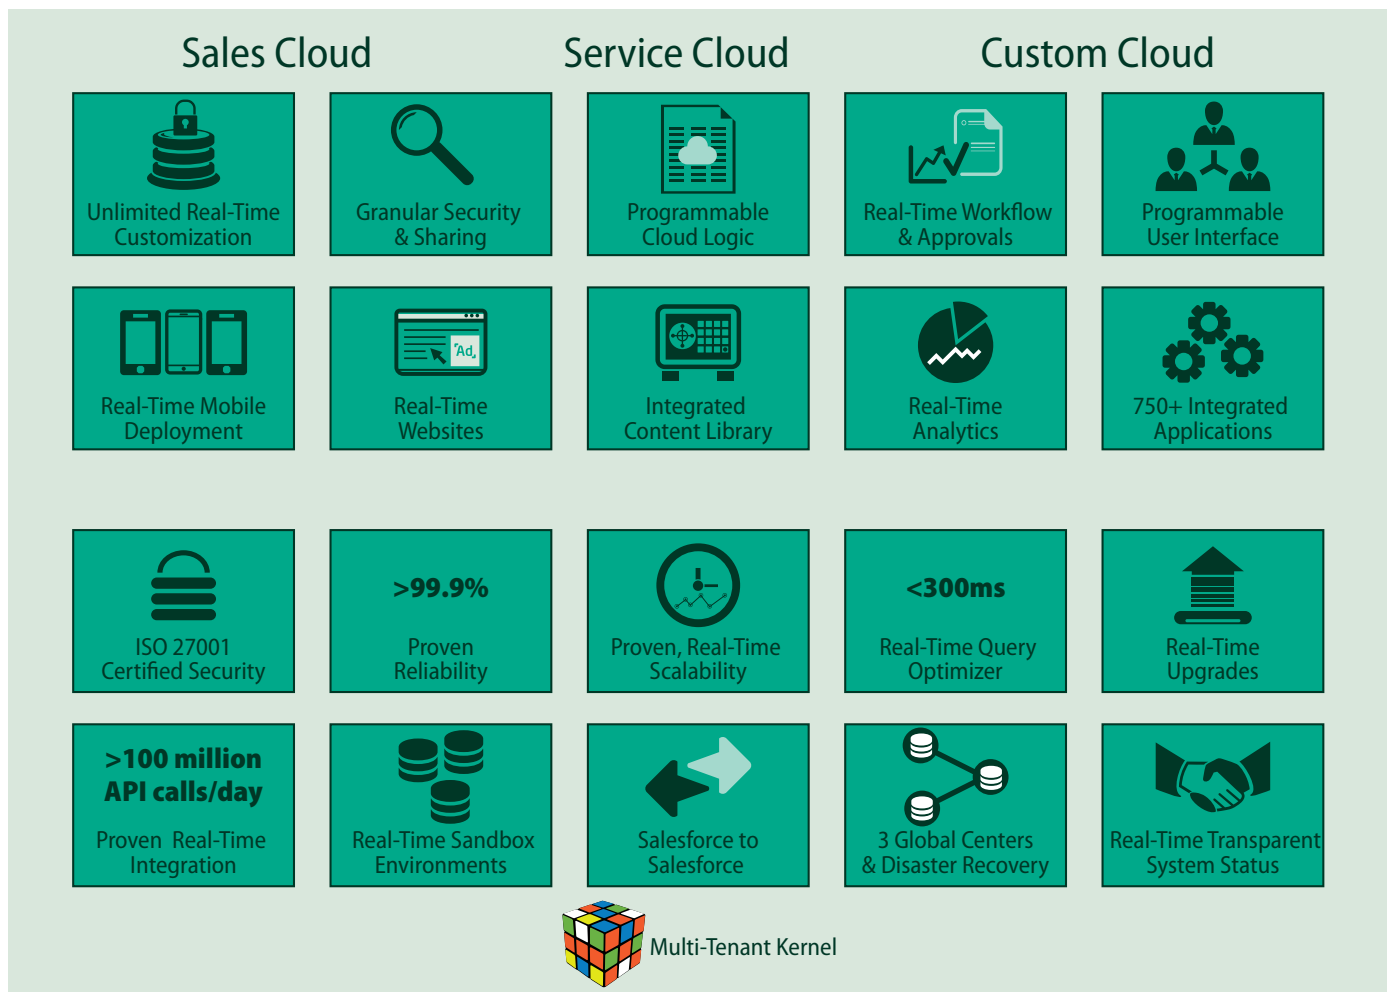 Sales Cloud
Service Cloud
Custom Cloud
Unlimited Real-Time
Customization
Granular Security
& Sharing
Programmable
Cloud Logic
Real-Time Workflow
& Approvals
Programmable
User Interface
Real-Time Mobile
Deployment
Ad
Real-Time
Websites
Integrated
Content Library
Real-Time
Analytics
750+ Integrated
Applications
ISO 27001
Certified Security
>99.9%
Proven
Reliability
Proven, Real-Time
Scalability
<300ms
Real-Time Query
Optimizer
Real-Time
Upgrades
>100 million
API calls/day
Proven Real-Time
Integration
Real-Time Sandbox
Environments
Salesforce to
Salesforce
3 Global Centers
& Disaster Recovery
Real-Time Transparent
System Status
Multi-Tenant Kernel